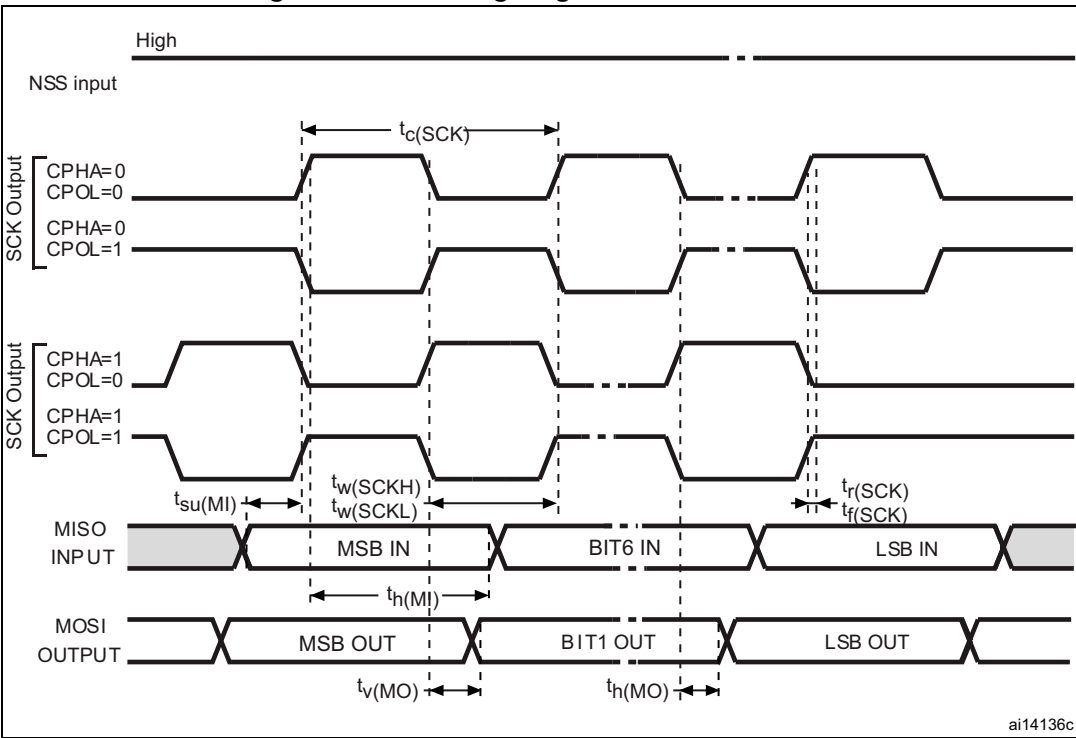 High
NSS input
tc(SCK)
SCK Output
CPHA=0
CPOL=0
CPHA=0
CPOL=1
SCK Output
CPHA=1
CPOL=0
CPHA=1
CPOL=1
tsu(MI)
tw(SCKH)
tw(SCKL)
tr(SCK)
tf(SCK)
MISO
INPUT
MSB IN
BIT6 IN
LSB IN
th(MI)
MOSI
OUTPUT
MSB OUT
BIT1 OUT
LSB OUT
tv(MO)
th(MO)
ai14136c